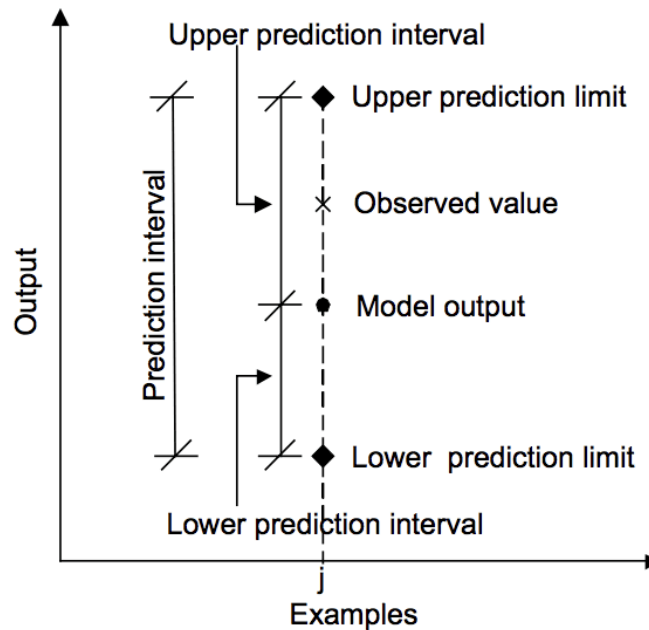 Upper prediction interval
Upper prediction limit
Observed value
Prediction interval
Output
Model output
Lower prediction limit
Lower prediction interval
j
Examples